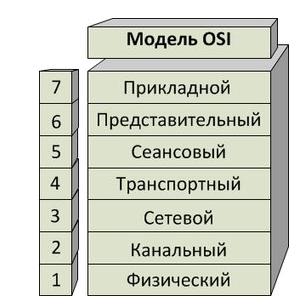 Модель OSI
7 Прикладной
6 Представительный
5 Сеансовый
4 Транспортный
3 Сетевой
2 Канальный
1 Физический